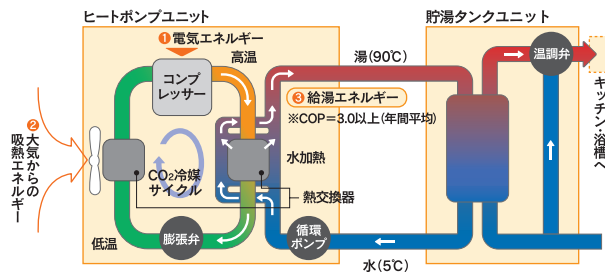 ヒートポンプユニット
貯湯タンクユニット
❶電気エネルギー
高温
コンプ
レッサー
湯(90℃)
温調弁
❸給湯エネルギー
※COP=3.0以上(年間平均)
キッチン・浴槽へ
❷大気からの
吸熱エネルギー
水加熱
CO2冷媒
サイクル
熱交換器
低温
膨張弁
循環
ポンプ
水(5℃)